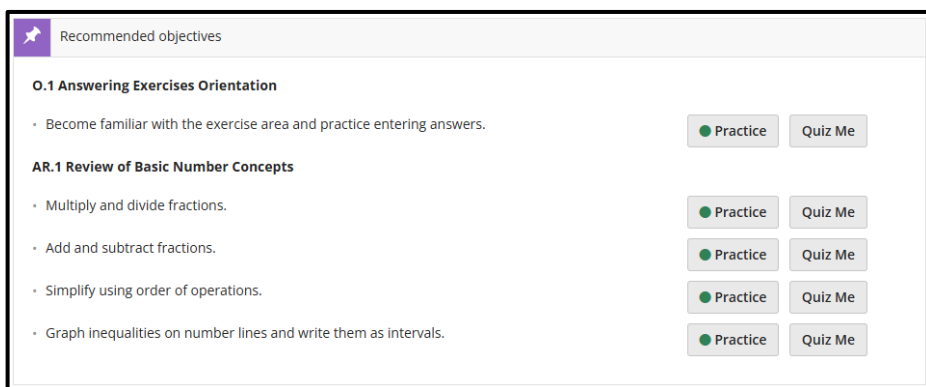 Recommended objectives
O.1 Answering Exercises Orientation
• Become familiar with the exercise area and practice entering answers.
Practice Quiz Me
AR.1 Review of Basic Number Concepts
• Multiply and divide fractions.
Practice Quiz Me
• Add and subtract fractions.
Practice Quiz Me
• Simplify using order of operations.
Practice Quiz Me
• Graph inequalities on number lines and write them as intervals.
Practice Quiz Me